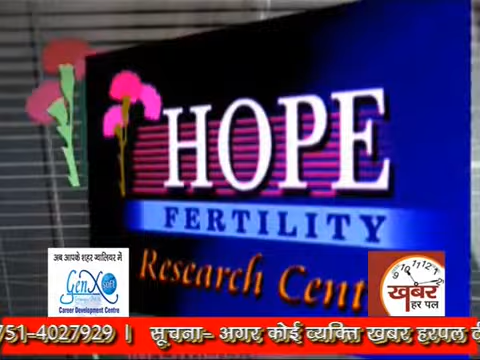 HOPE
FERTILITY
Research Cent
अब आपके शहर ग्वालियर में
Gen X
Career Development Centre
खबर
हर पल
751-4027929 । सूचना- अगर कोई व्यक्ति खबर हरपल